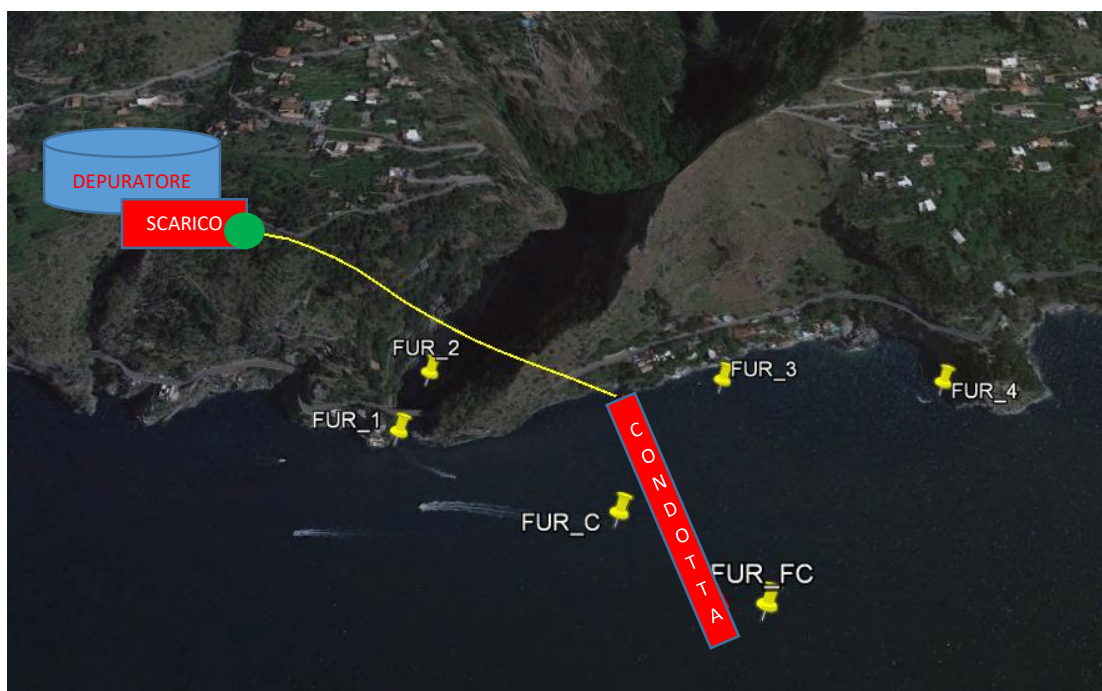 DEPURATORE
SCARICO
FUR_2
FUR_3
FUR_4
FUR_1
CONDOTTA
FUR_C
FUR_FC